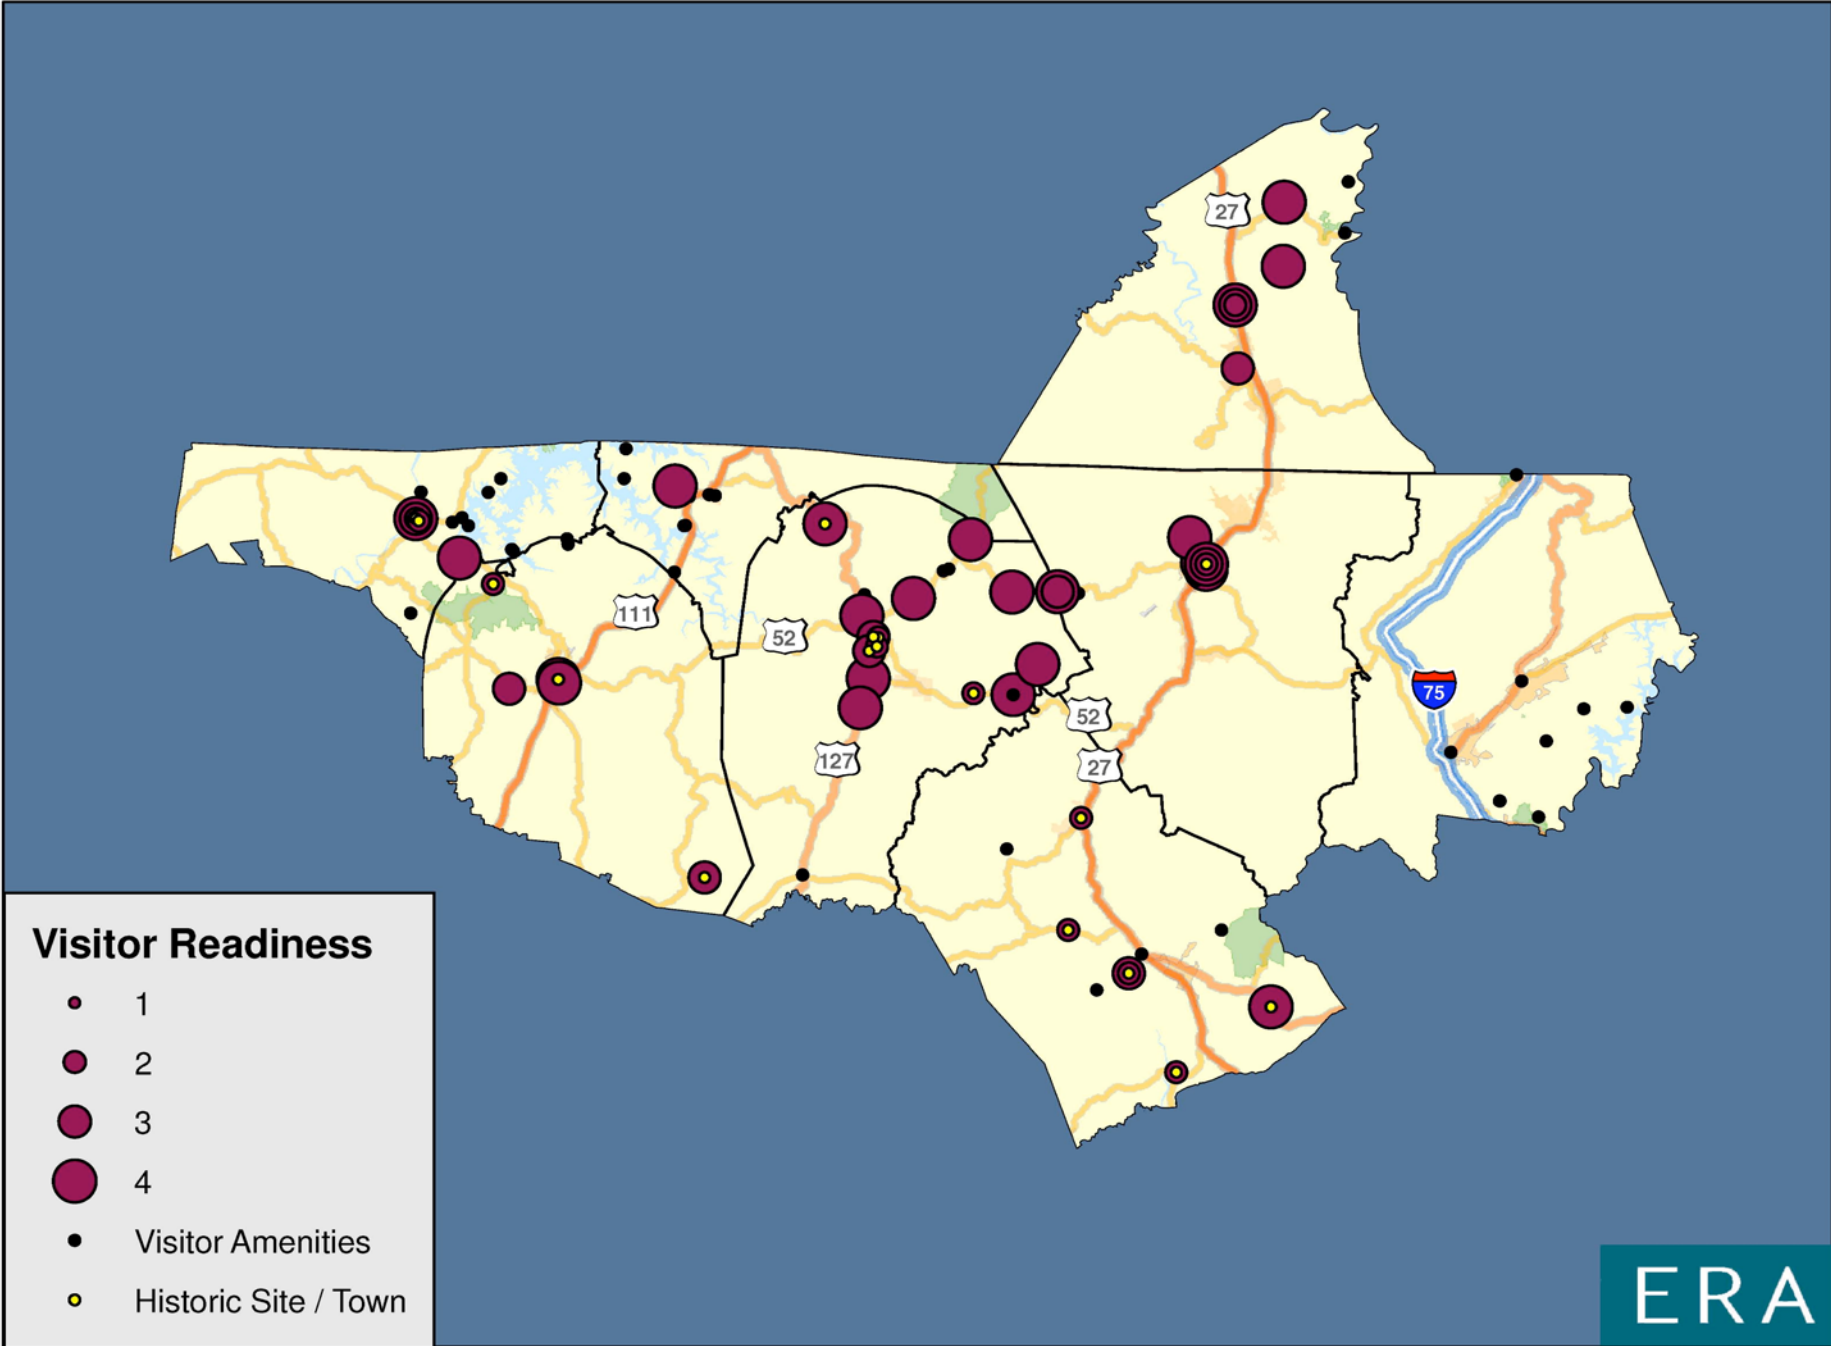 27
111
52
75
52
127
27
Visitor Readiness
1
2
3
4
Visitor Amenities
Historic Site / Town
ERA